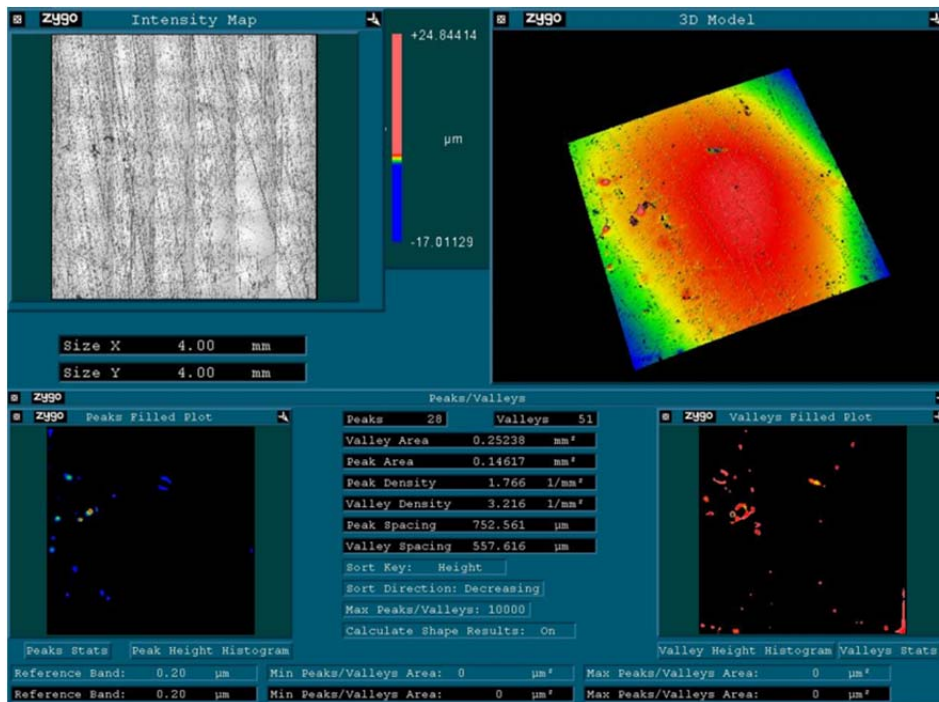 zygo Intensity Map
+24.84414
µm
-17.01129
zygo 3D Model
Size X 4.00 mm
Size Y 4.00 mm
Peaks/Valleys
zygo Peaks Filled Plot
Peaks 28 Valleys 51
Valley Area 0.25238 mm²
Peak Area 0.14617 mm²
Peak Density 1.766 1/mm²
Valley Density 3.216 1/mm²
Peak Spacing 752.561 µm
Valley Spacing 557.616 µm
Sort Key: Height
Sort Direction: Decreasing
Max Peaks/Valleys: 10000
Calculate Shape Results: On
zygo Valleys Filled Plot
Peaks Stats Peak Height Histogram
Valley Height Histogram Valleys Stats
Reference Band: 0.20 µm Min Peaks/Valleys Area: 0 µm² Max Peaks/Valleys Area: 0 µm²
Reference Band: 0.20 µm Min Peaks/Valleys Area: 0 µm² Max Peaks/Valleys Area: 0 µm²